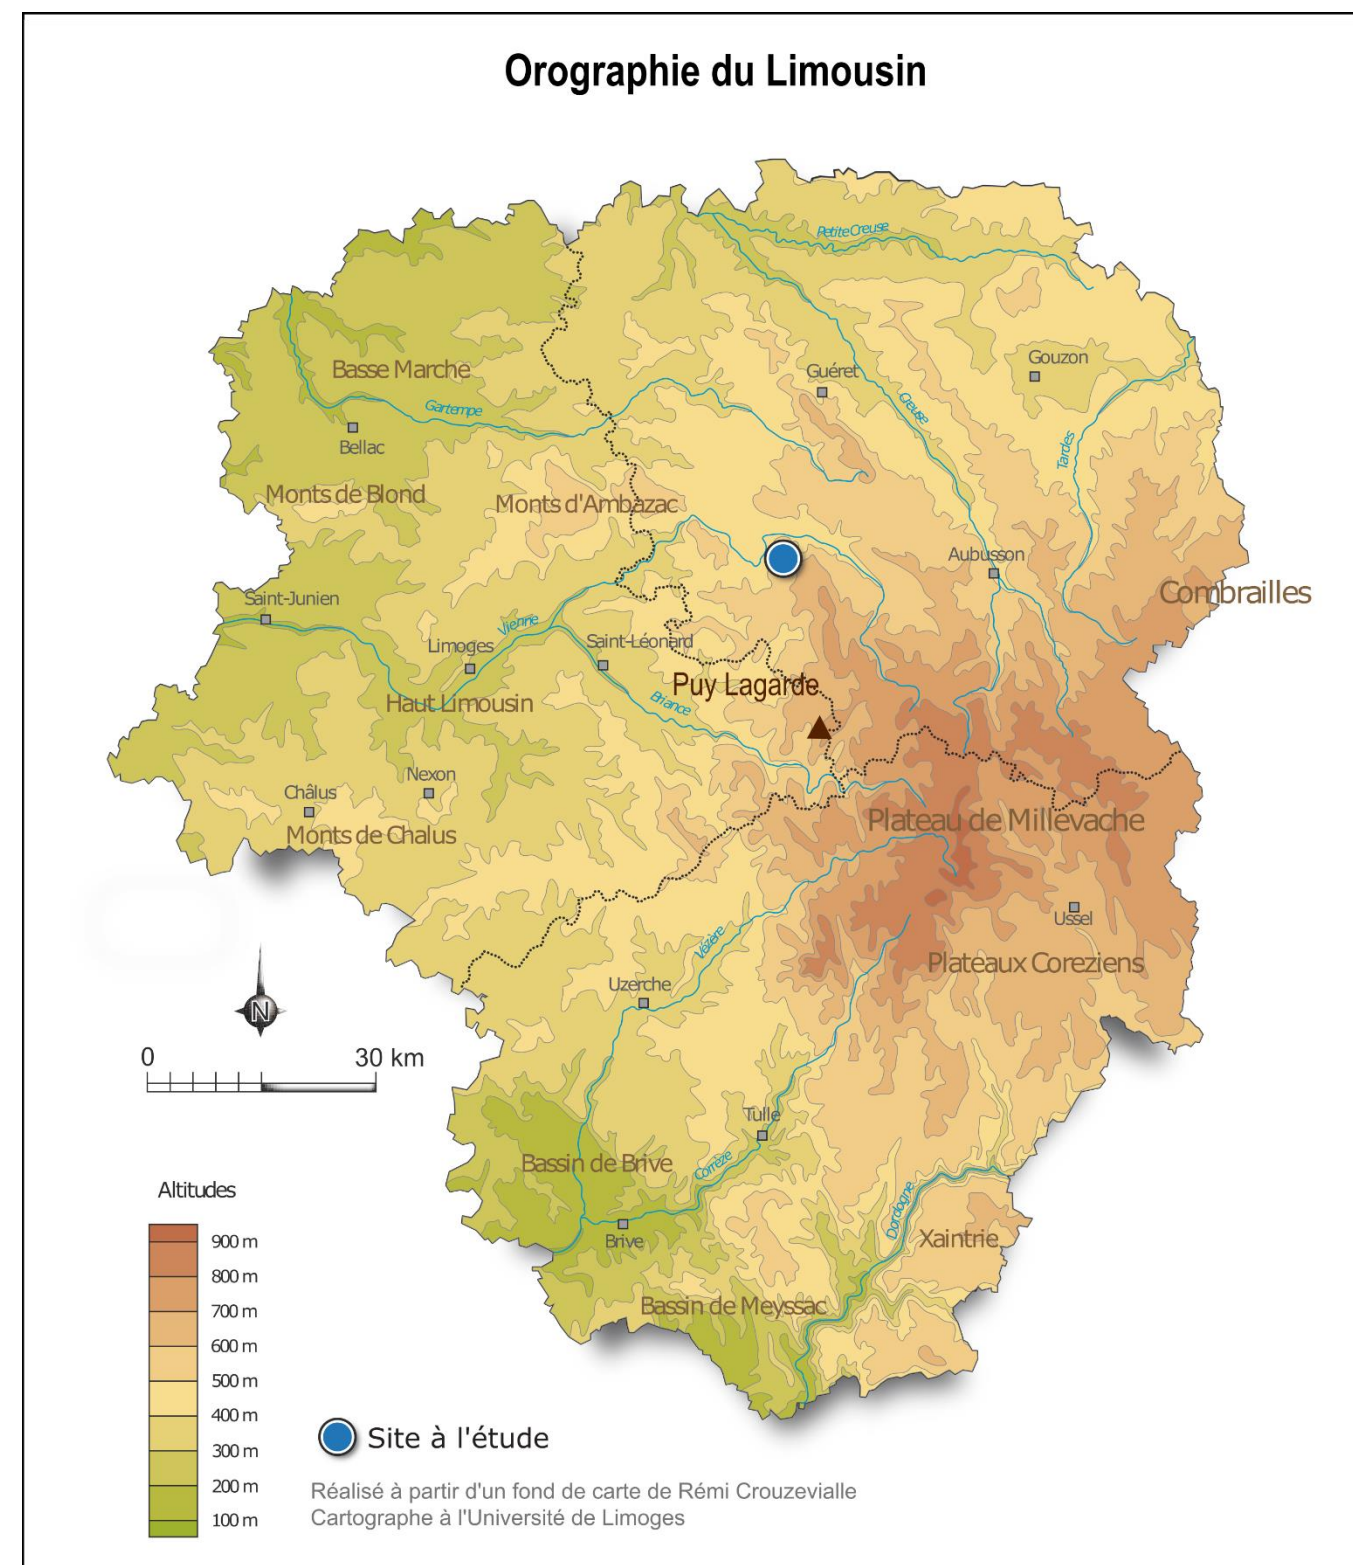 Orographie du Limousin
Petite Creuse
Gouzon
Guéret
Basse Marche
Creuse
Gartempe
Tardes
Bellac
Monts de Blond
Monts d'Ambazac
Aubusson
Combrailles
Saint-Junien
Vienne
Limoges
Saint-Léonard
Puy Lagarde
Haut Limousin
Briance
Nexon
Châlus
Monts de Chalus
Plateau de Millevache
Ussel
Vézère
Plateaux Coreziens
Uzerche
N
0 30 km
Tulle
Bassin de Brive
Corrèze
Dordogne
Xaintrie
Brive
Bassin de Meyssac
Altitudes
900 m
800 m
700 m
600 m
500 m
400 m
300 m
200 m
100 m
Site à l'étude
Réalisé à partir d'un fond de carte de Rémi Crouzevialle
Cartographe à l'Université de Limoges